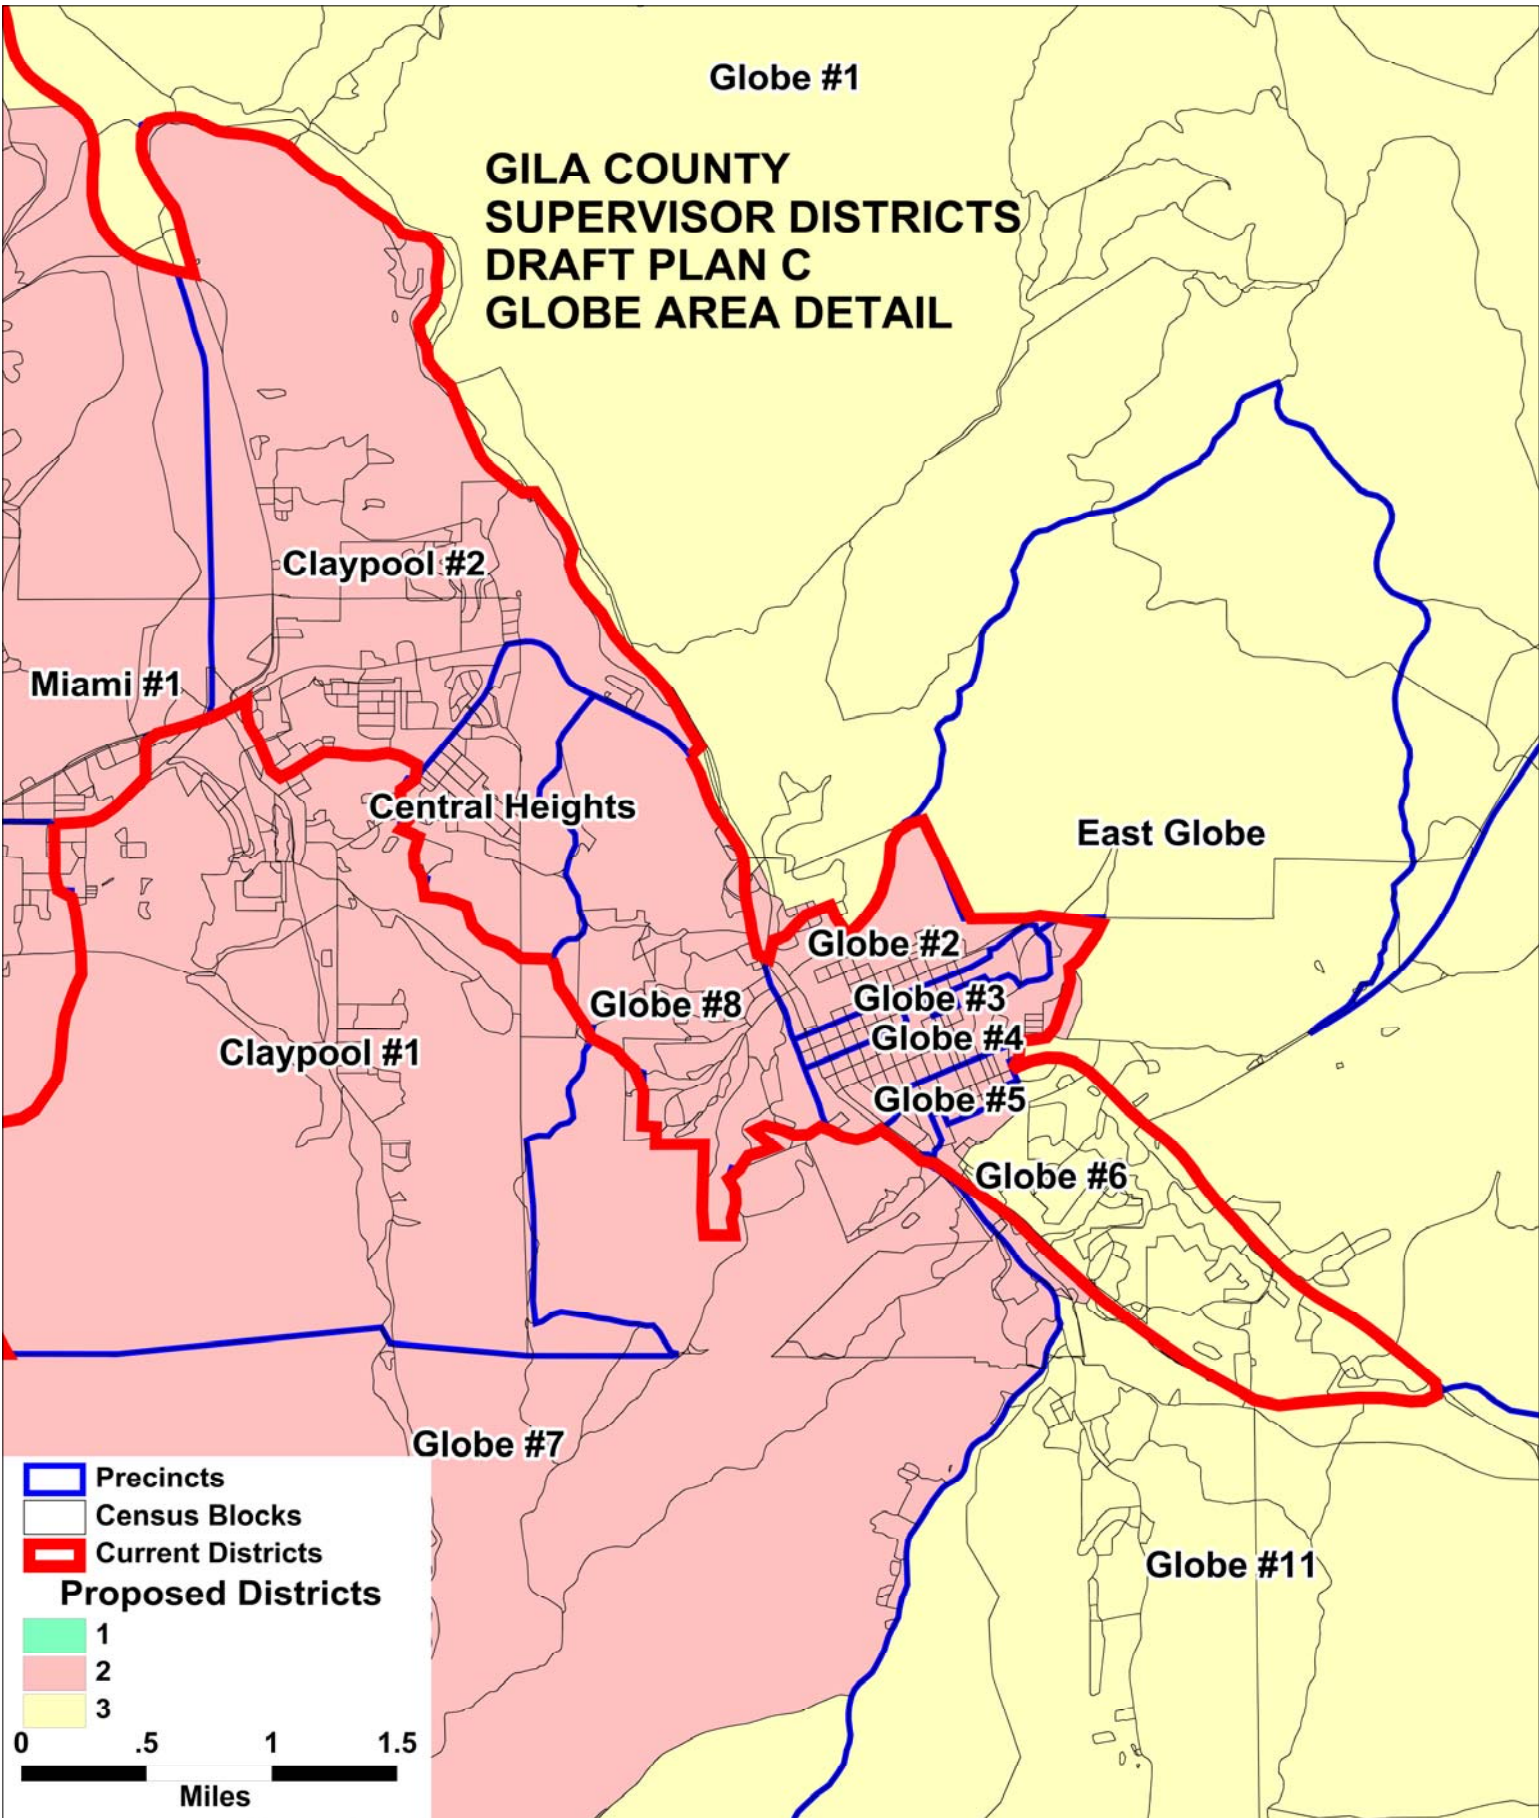 Globe #1
GILA COUNTY
SUPERVISOR DISTRICTS
DRAFT PLAN C
GLOBE AREA DETAIL
Claypool #2
Miami #1
Central Heights
East Globe
Globe #2
Globe #3
Globe #8
Globe #4
Claypool #1
Globe #5
Globe #6
Globe #7
Globe #11
Precincts
Census Blocks
Current Districts
Proposed Districts
1
2
3
0 .5 1 1.5
Miles